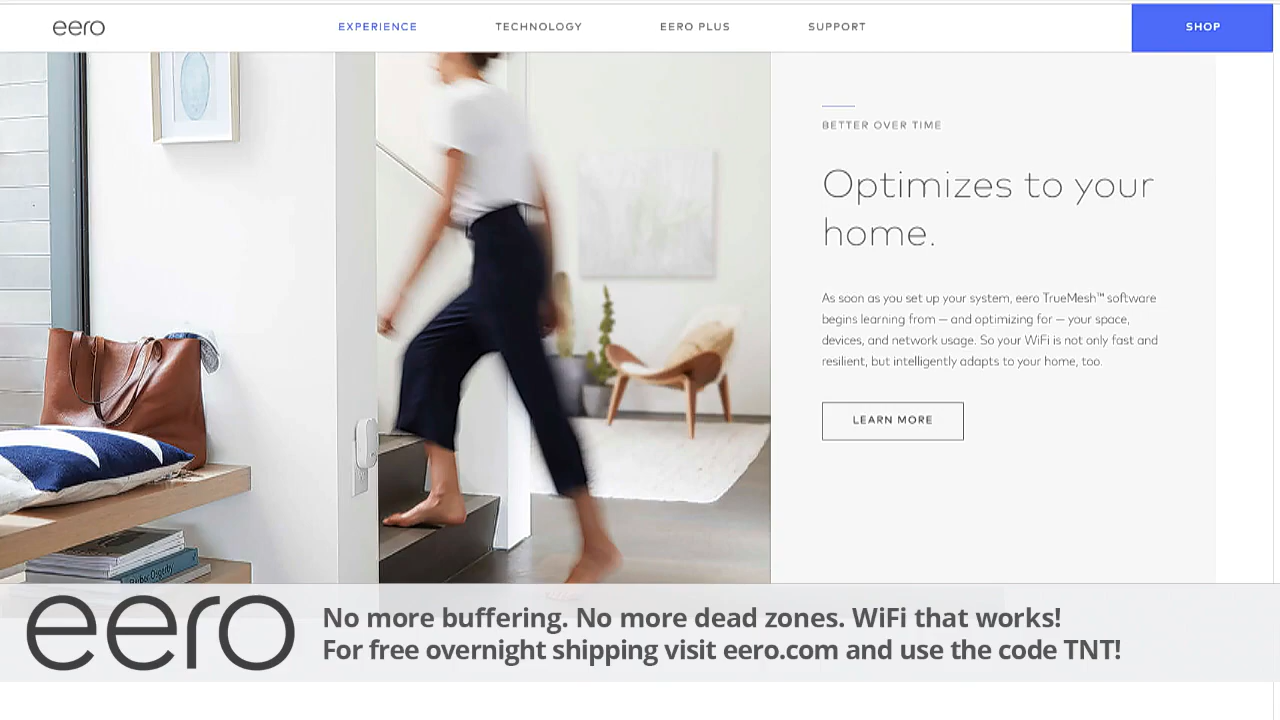 eero
EXPERIENCE
TECHNOLOGY
EERO PLUS
SUPPORT
SHOP
BETTER OVER TIME
Optimizes to your
home.
As soon as you set up your system, eero TrueMesh™ software
begins learning from — and optimizing for — your space,
devices, and network usage. So your WiFi is not only fast and
resilient, but intelligently adapts to your home, too.
LEARN MORE
Osgerby
eero
No more buffering. No more dead zones. WiFi that works!
For free overnight shipping visit eero.com and use the code TNT!